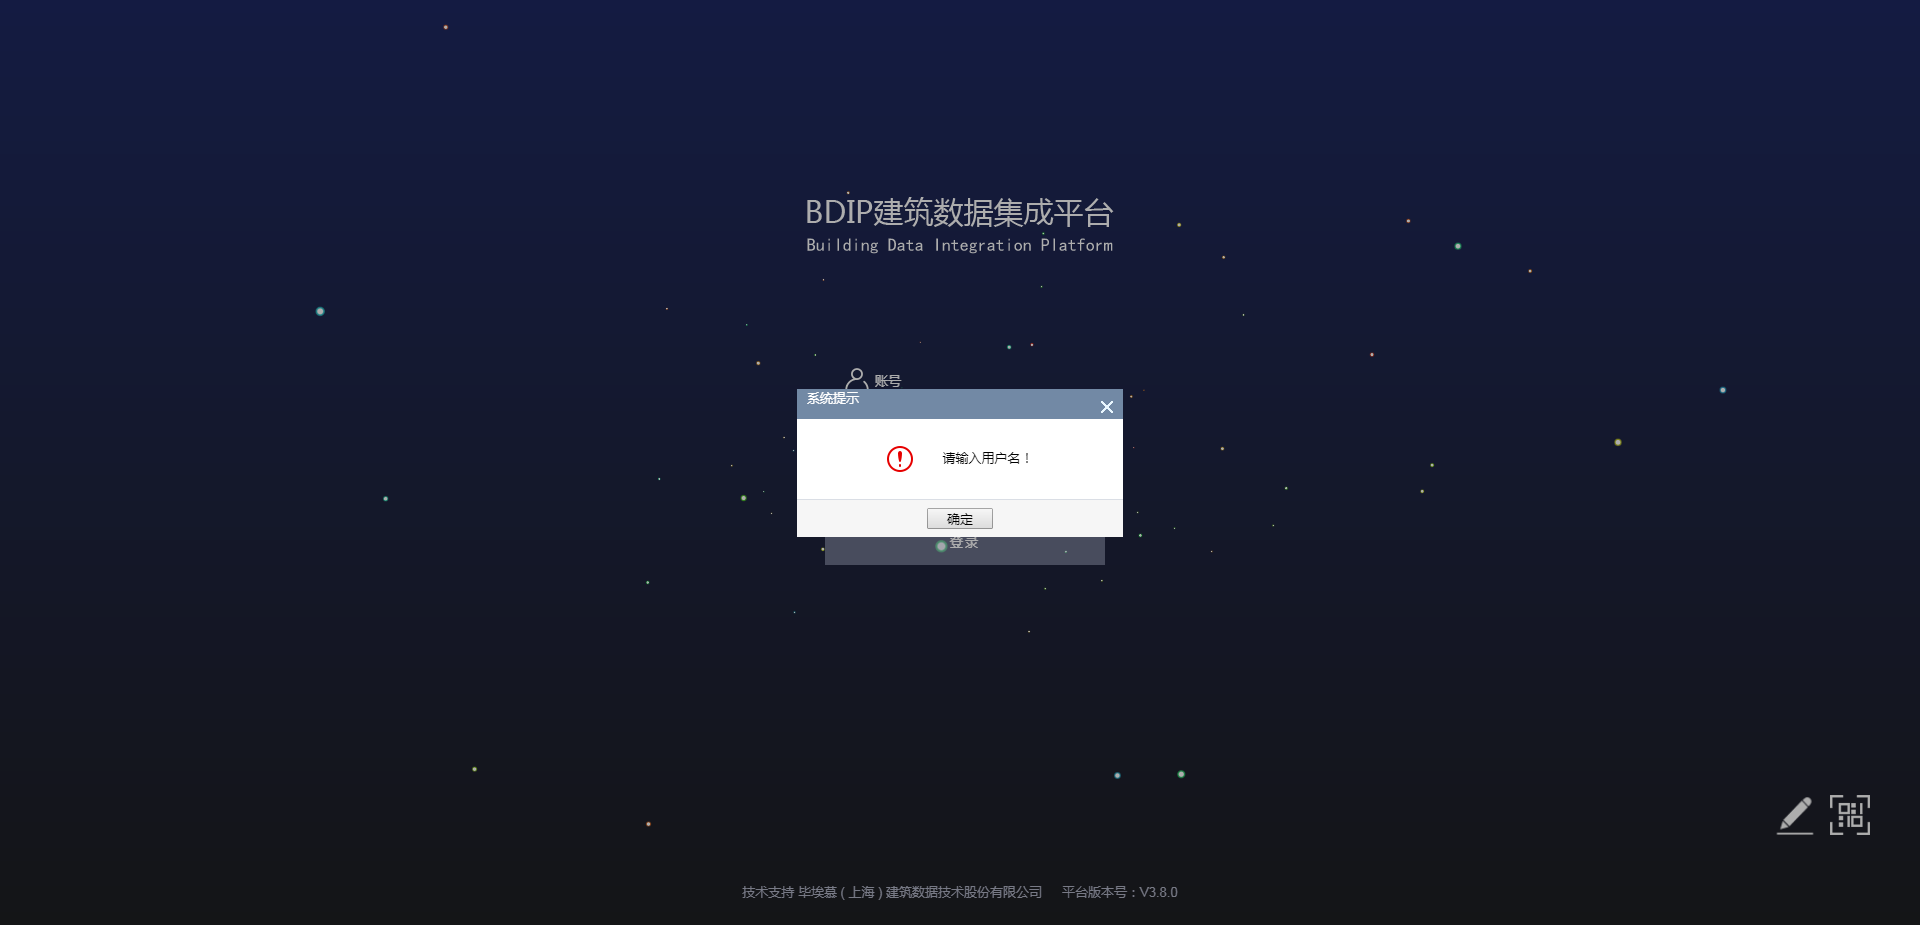 BDIP建筑数据集成平台
Building Data Integration Platform
账号
系统提示
请输入用户名！
确定
登录
技术支持 毕埃慕 ( 上海 ) 建筑数据技术股份有限公司 平台版本号：V3.8.0